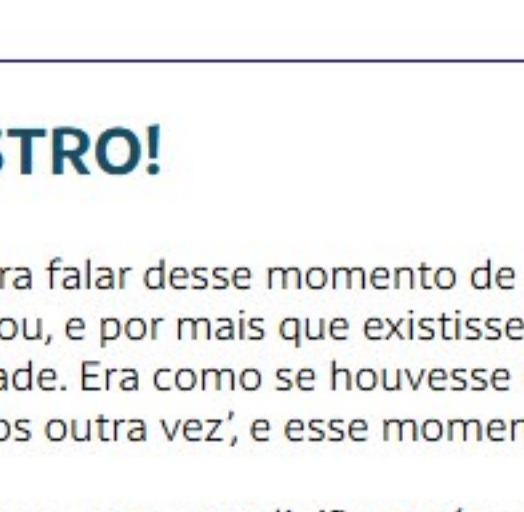 STRO!
ra falar desse momento de
ou, e por mais que existisse
ade. Era como se houvesse
os outra vez’, e esse momen